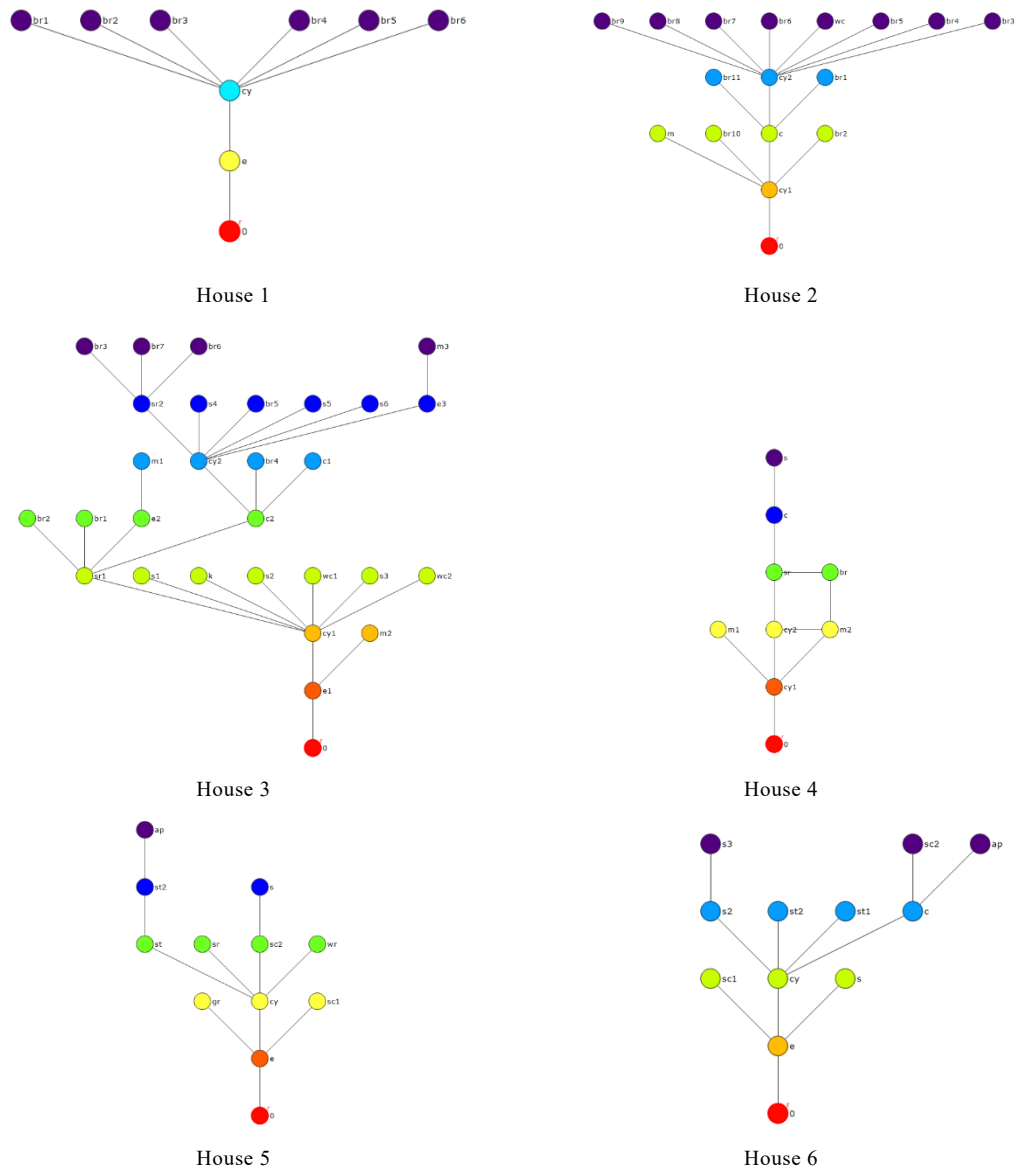 br1 br2 br3 br4 br5 br6
cy
e
0
House 1
br9 br8 br7 br6 wc br5 br4 br3
br11 cy2 br1
m br10 c br2
cy1
0
House 2
br3 br7 br6 m3
sr2 s4 br5 s5 s6 e3
m1 cy2 br4 c1
br2 br1 e2 c2
sr1 s1 k s2 wc1 s3 wc2
cy1 m2
e1
0
House 3
s
c
sr br
m1 cy2 m2
cy1
0
House 4
ap
st2 s
st sr sc2 wr
gr cy sc1
e
0
House 5
s3 sc2 ap
s2 st2 st1 c
sc1 cy s
e
0
House 6